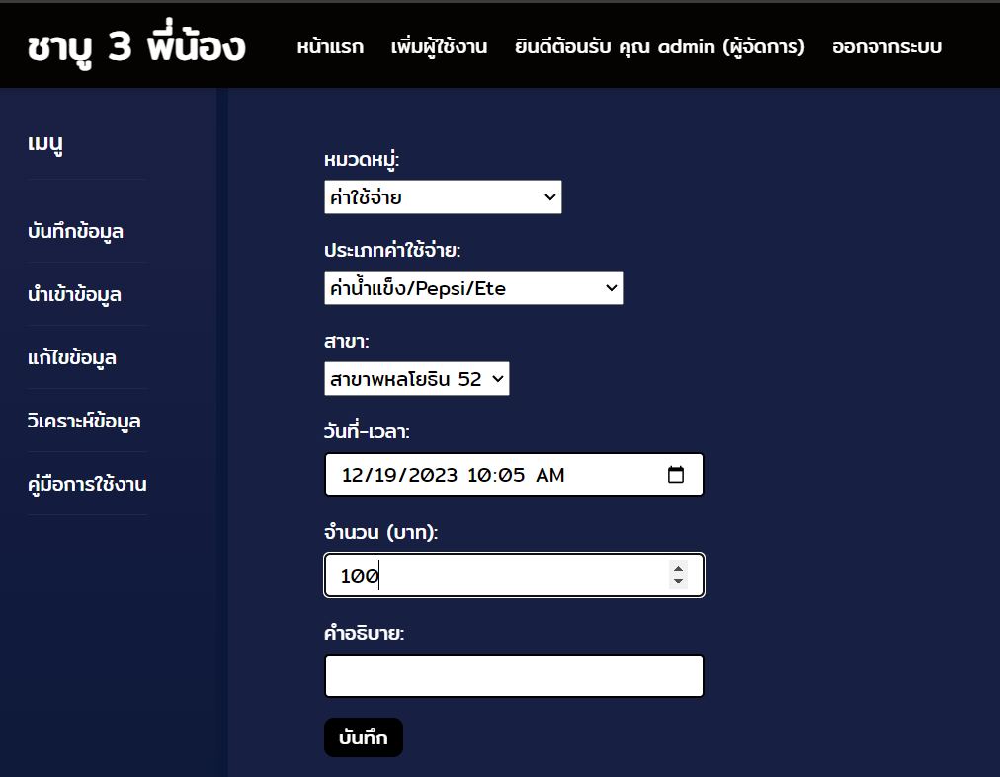 ชาบู 3 พี่น้อง
หน้าแรก เพิ่มผู้ใช้งาน ยินดีต้อนรับ คุณ admin (ผู้จัดการ) ออกจากระบบ
เมนู
บันทึกข้อมูล
นำเข้าข้อมูล
แก้ไขข้อมูล
วิเคราะห์ข้อมูล
คู่มือการใช้งาน
หมวดหมู่:
ค่าใช้จ่าย
ประเภทค่าใช้จ่าย:
ค่าน้ำแข็ง/Pepsi/Ete
สาขา:
สาขาพหลโยธิน 52
วันที่-เวลา:
12/19/2023 10:05 AM
จำนวน (บาท):
100
คำอธิบาย:
บันทึก